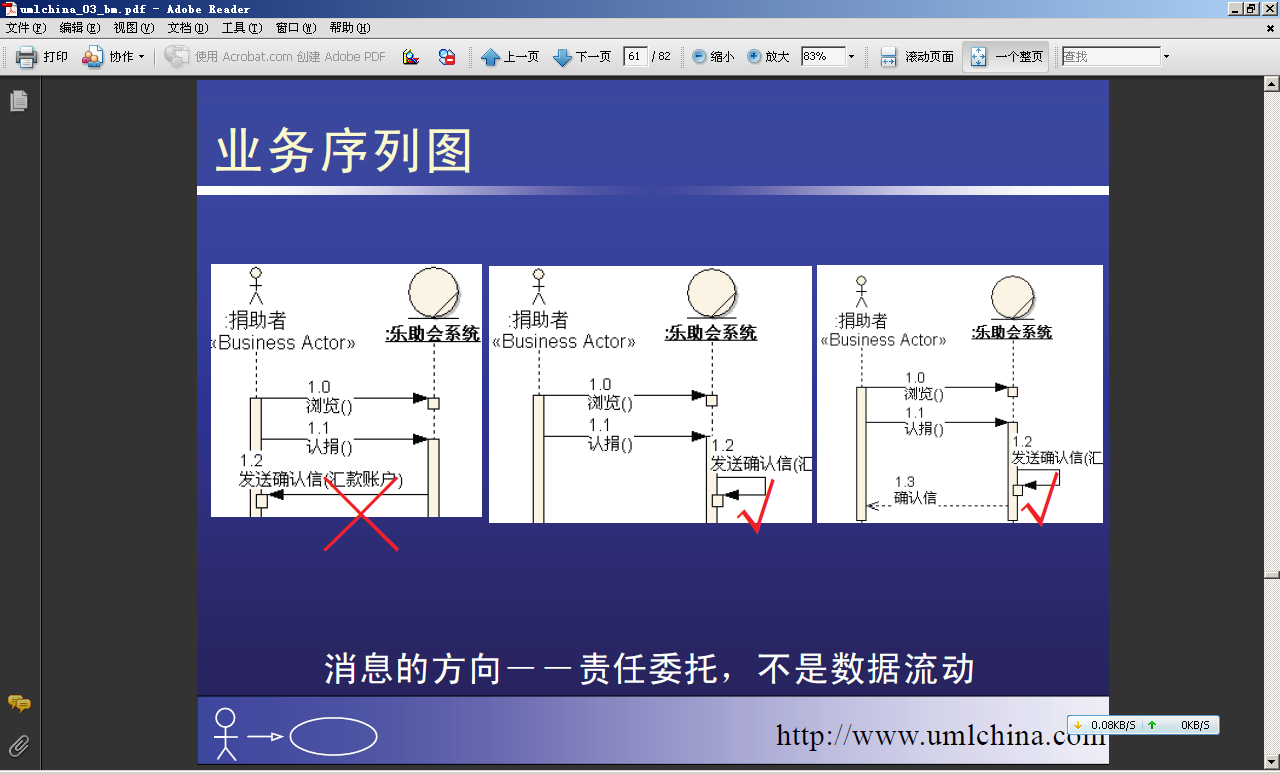 umlchina_03_bm.pdf - Adobe Reader
文件(F) 编辑(E) 视图(V) 文档(D) 工具(T) 窗口(W) 帮助(H)
打印 协作 使用 Acrobat.com 创建 Adobe PDF 上一页 下一页 61 / 82 缩小 放大 83% 滚动页面 一个整页 查找
业务序列图
:捐助者
«Business Actor»
:乐助会系统
1.0
浏览()
1.1
认捐()
1.2
发送确认信(汇款账户)
:捐助者
«Business Actor»
:乐助会系统
1.0
浏览()
1.1
认捐()
1.2
发送确认信(汇
:捐助者
«Business Actor»
:乐助会系统
1.0
浏览()
1.1
认捐()
1.2
发送确认信(汇
1.3
确认信
消息的方向－－责任委托，不是数据流动
http://www.umlchina.com
0.08KB/S 0KB/S